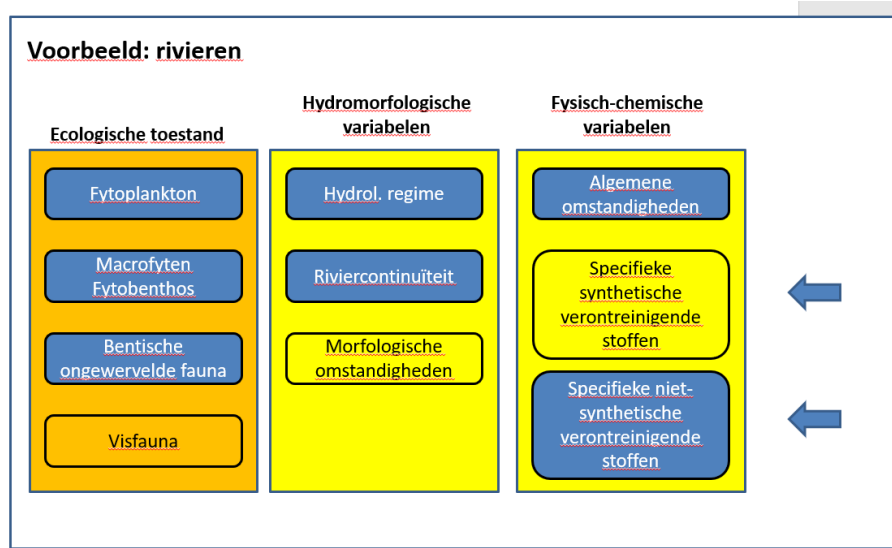 Voorbeeld: rivieren
Ecologische toestand
Fytoplankton
Macrofyten
Fytobenthos
Bentische
ongewervelde fauna
Visfauna
Hydromorfologische
variabelen
Hydrol. regime
Riviercontinuïteit
Morfologische
omstandigheden
Fysisch-chemische
variabelen
Algemene
omstandigheden
Specifieke
synthetische
verontreinigende
stoffen
Specifieke niet-
synthetische
verontreinigende
stoffen